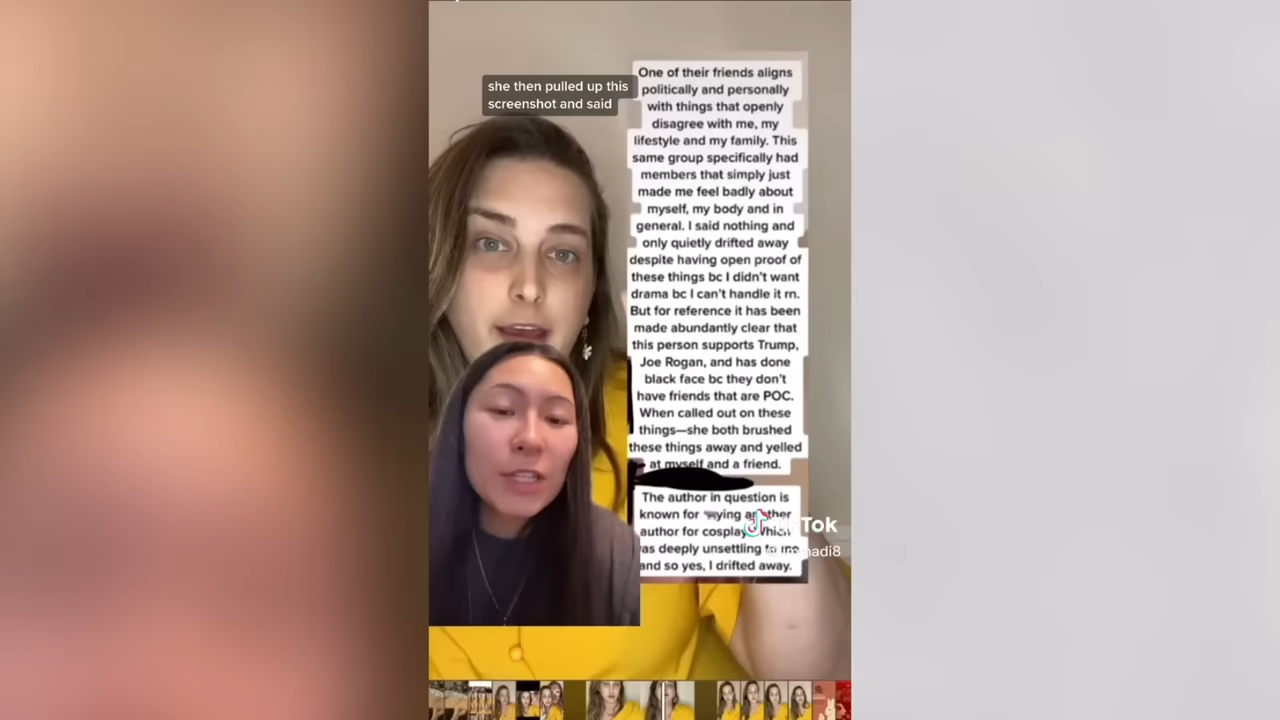 she then pulled up this
screenshot and said
One of their friends aligns
politically and personally
with things that openly
disagree with me, my
lifestyle and my family. This
same group specifically had
members that simply just
made me feel badly about
myself, my body and in
general. I said nothing and
only quietly drifted away
despite having open proof of
these things bc I didn't want
drama bc I can't handle it rn.
But for reference it has been
made abundantly clear that
this person supports Trump,
Joe Rogan, and has done
black face bc they don't
have friends that are POC.
When called out on these
things—she both brushed
these things away and yelled
at myself and a friend.
The author in question is
known for
author for cosplay. Which
was deeply unsettling to me
and so yes, I drifted away.